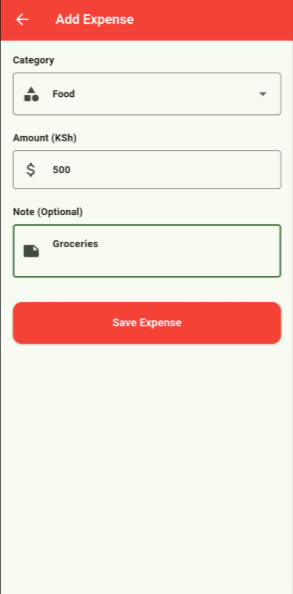 Add Expense
Category
Food
Amount (KSh)
$ 500
Note (Optional)
Groceries
Save Expense